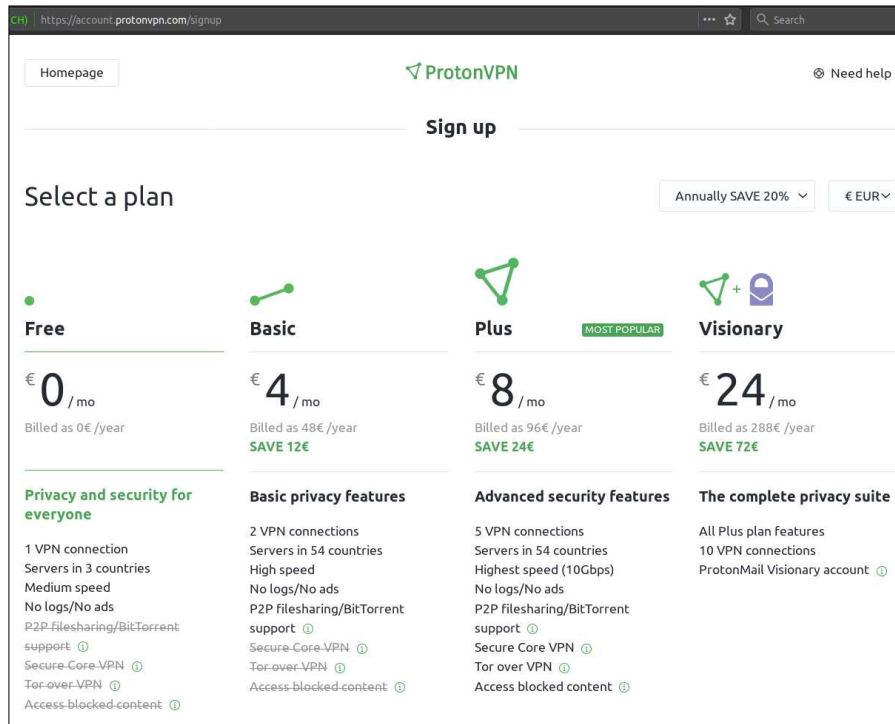 CH) https://account.protonvpn.com/signup ••• Search
Homepage
ProtonVPN
Need help
Sign up
Select a plan
Annually SAVE 20%
€ EUR
Free
€ 0 / mo
Billed as 0€ /year
Privacy and security for
everyone
1 VPN connection
Servers in 3 countries
Medium speed
No logs/No ads
P2P filesharing/BitTorrent
support
Secure Core VPN
Tor over VPN
Access blocked content
Basic
€ 4 / mo
Billed as 48€ /year
SAVE 12€
Basic privacy features
2 VPN connections
Servers in 54 countries
High speed
No logs/No ads
P2P filesharing/BitTorrent
support
Secure Core VPN
Tor over VPN
Access blocked content
Plus
MOST POPULAR
€ 8 / mo
Billed as 96€ /year
SAVE 24€
Advanced security features
5 VPN connections
Servers in 54 countries
Highest speed (10Gbps)
No logs/No ads
P2P filesharing/BitTorrent
support
Secure Core VPN
Tor over VPN
Access blocked content
+
Visionary
€ 24 / mo
Billed as 288€ /year
SAVE 72€
The complete privacy suite
All Plus plan features
10 VPN connections
ProtonMail Visionary account